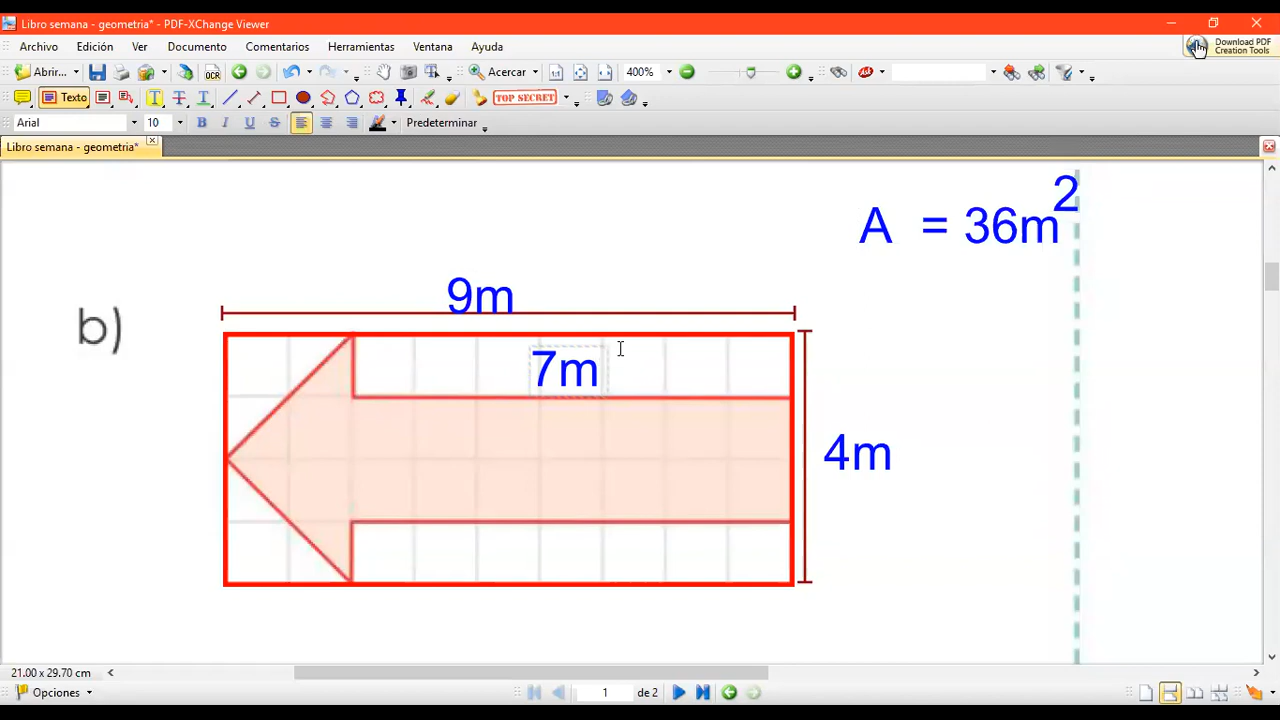 Libro semana - geometria* - PDF-XChange Viewer
Archivo Edición Ver Documento Comentarios Herramientas Ventana Ayuda
Download PDF
Creation Tools
Abrir... OCR Acercar 400%
Texto TOP SECRET
Arial 10 B I U S Predeterminar
Libro semana - geometria*
A = 36m2
9m
b)
7m
4m
21.00 x 29.70 cm
Opciones 1 de 2